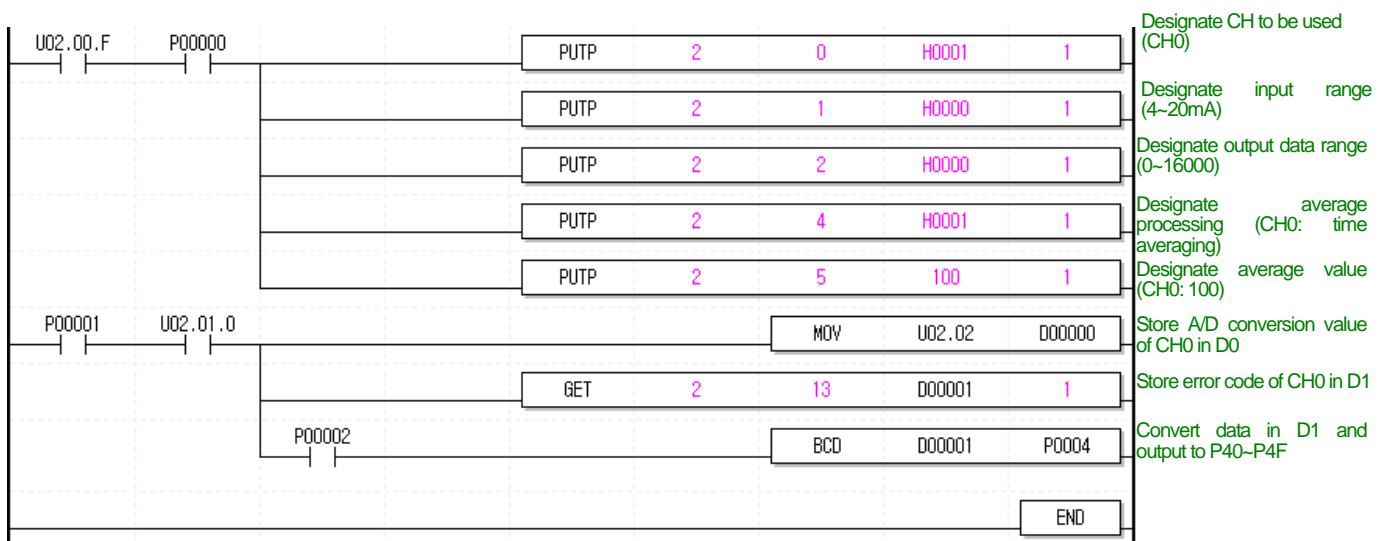 Designate CH to be used
(CH0)
U02.00.F P00000 PUTP 2 0 H0001 1
Designate input range
(4~20mA)
PUTP 2 1 H0000 1
Designate output data range
(0~16000)
PUTP 2 2 H0000 1
Designate average
processing (CH0: time
averaging)
PUTP 2 4 H0001 1
Designate average value
(CH0: 100)
PUTP 2 5 100 1
P00001 U02.01.0 MOV U02.02 D00000
Store A/D conversion value
of CH0 in D0
GET 2 13 D00001 1
Store error code of CH0 in D1
P00002 BCD D00001 P0004
Convert data in D1 and
output to P40~P4F
END